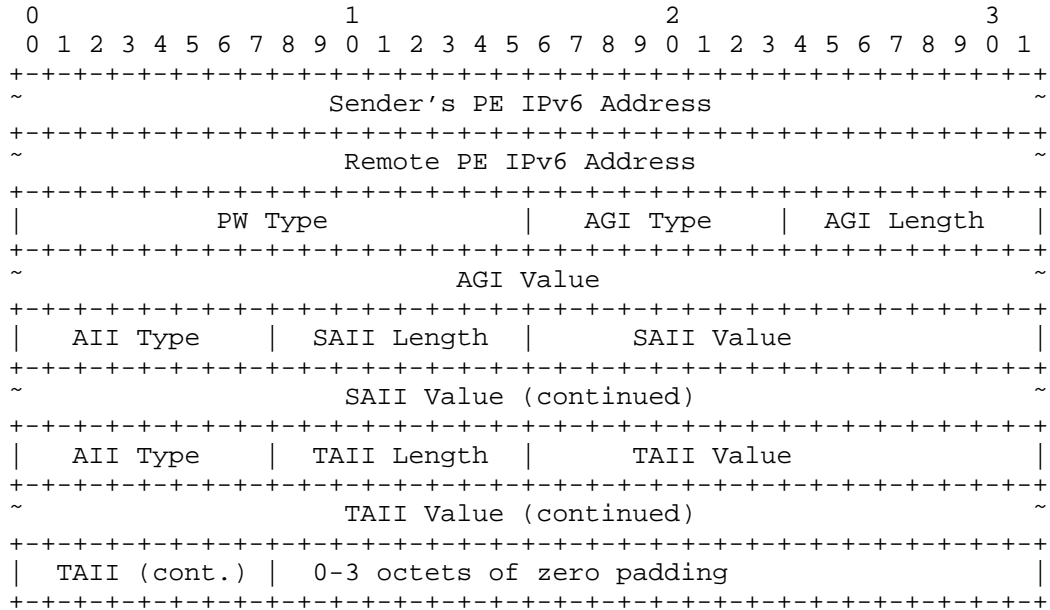 0                   1                   2                   3
 0 1 2 3 4 5 6 7 8 9 0 1 2 3 4 5 6 7 8 9 0 1 2 3 4 5 6 7 8 9 0 1
+-+-+-+-+-+-+-+-+-+-+-+-+-+-+-+-+-+-+-+-+-+-+-+-+-+-+-+-+-+-+-+-+
~                   Sender's PE IPv6 Address                    ~
+-+-+-+-+-+-+-+-+-+-+-+-+-+-+-+-+-+-+-+-+-+-+-+-+-+-+-+-+-+-+-+-+
~                    Remote PE IPv6 Address                     ~
+-+-+-+-+-+-+-+-+-+-+-+-+-+-+-+-+-+-+-+-+-+-+-+-+-+-+-+-+-+-+-+-+
|            PW Type            |   AGI Type    |  AGI Length   |
+-+-+-+-+-+-+-+-+-+-+-+-+-+-+-+-+-+-+-+-+-+-+-+-+-+-+-+-+-+-+-+-+
~                           AGI Value                           ~
+-+-+-+-+-+-+-+-+-+-+-+-+-+-+-+-+-+-+-+-+-+-+-+-+-+-+-+-+-+-+-+-+
|   AII Type    |  SAII Length  |      SAII Value               |
+-+-+-+-+-+-+-+-+-+-+-+-+-+-+-+-+-+-+-+-+-+-+-+-+-+-+-+-+-+-+-+-+
~                    SAII Value (continued)                     ~
+-+-+-+-+-+-+-+-+-+-+-+-+-+-+-+-+-+-+-+-+-+-+-+-+-+-+-+-+-+-+-+-+
|   AII Type    |  TAII Length  |      TAII Value               |
+-+-+-+-+-+-+-+-+-+-+-+-+-+-+-+-+-+-+-+-+-+-+-+-+-+-+-+-+-+-+-+-+
~                    TAII Value (continued)                     ~
+-+-+-+-+-+-+-+-+-+-+-+-+-+-+-+-+-+-+-+-+-+-+-+-+-+-+-+-+-+-+-+-+
|  TAII (cont.) |  0-3 octets of zero padding                   |
+-+-+-+-+-+-+-+-+-+-+-+-+-+-+-+-+-+-+-+-+-+-+-+-+-+-+-+-+-+-+-+-+